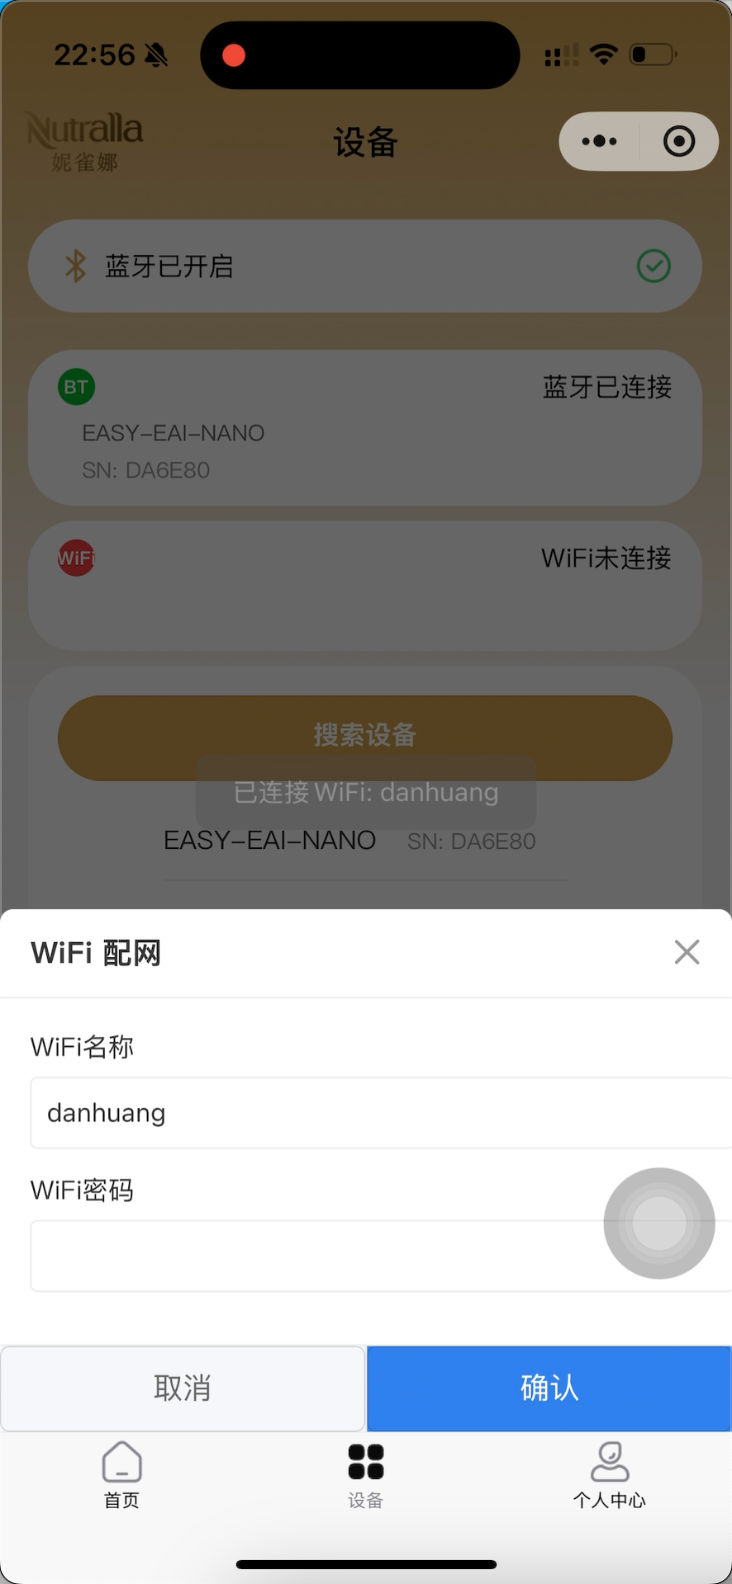 22:56
Nutralla
妮雀娜
设备
蓝牙已开启
BT
蓝牙已连接
EASY-EAI-NANO
SN: DA6E80
WiFi
WiFi未连接
搜索设备
已连接 WiFi: danhuang
EASY-EAI-NANO SN: DA6E80
WiFi 配网
WiFi名称
danhuang
WiFi密码
取消 确认
首页 设备 个人中心